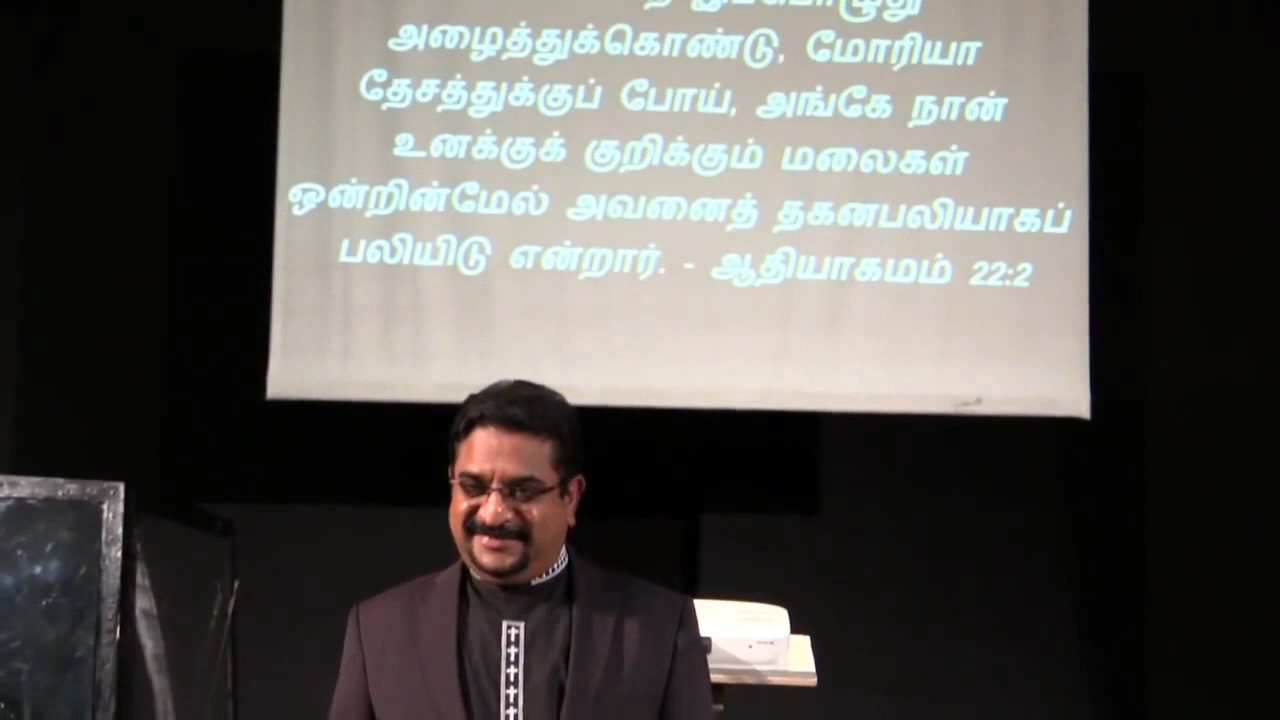 அழைத்துக்கொண்டு, மோரியா
தேசத்துக்குப் போய், அங்கே நான்
உனக்குக் குறிக்கும் மலைகள்
ஒன்றின்மேல் அவனைத் தகனபலியாகப்
பலியிடு என்றார். - ஆதியாகமம் 22:2